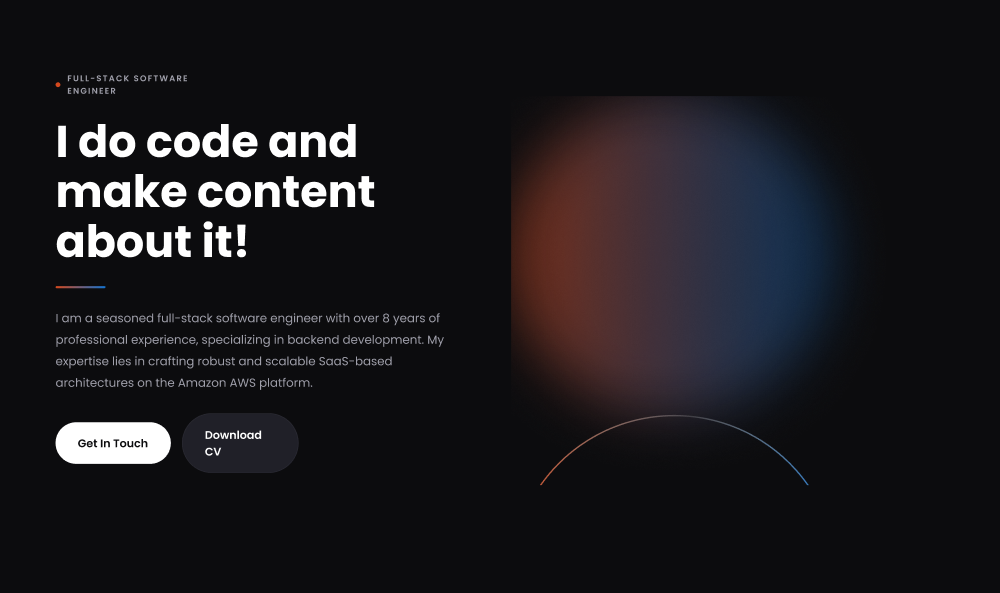 FULL-STACK SOFTWARE
ENGINEER
I do code and
make content
about it!
I am a seasoned full-stack software engineer with over 8 years of
professional experience, specializing in backend development. My
expertise lies in crafting robust and scalable SaaS-based
architectures on the Amazon AWS platform.
Get In Touch
Download
CV